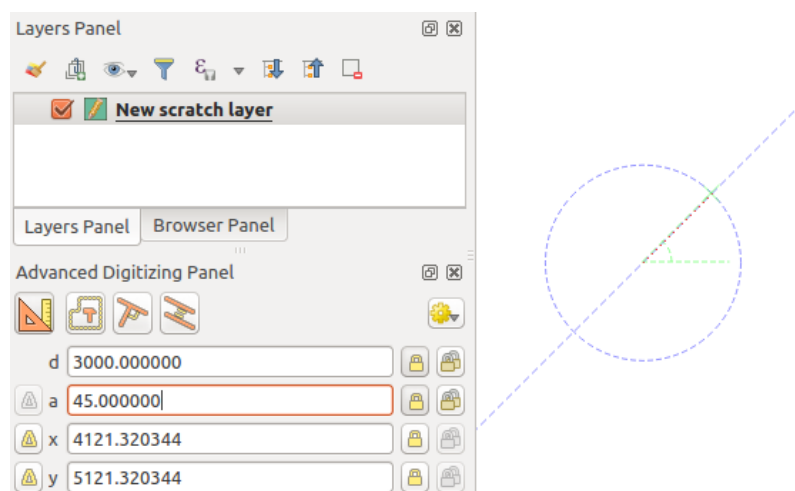 Layers Panel
New scratch layer
Layers Panel Browser Panel
Advanced Digitizing Panel
d 3000.000000
a 45.000000
x 4121.320344
y 5121.320344